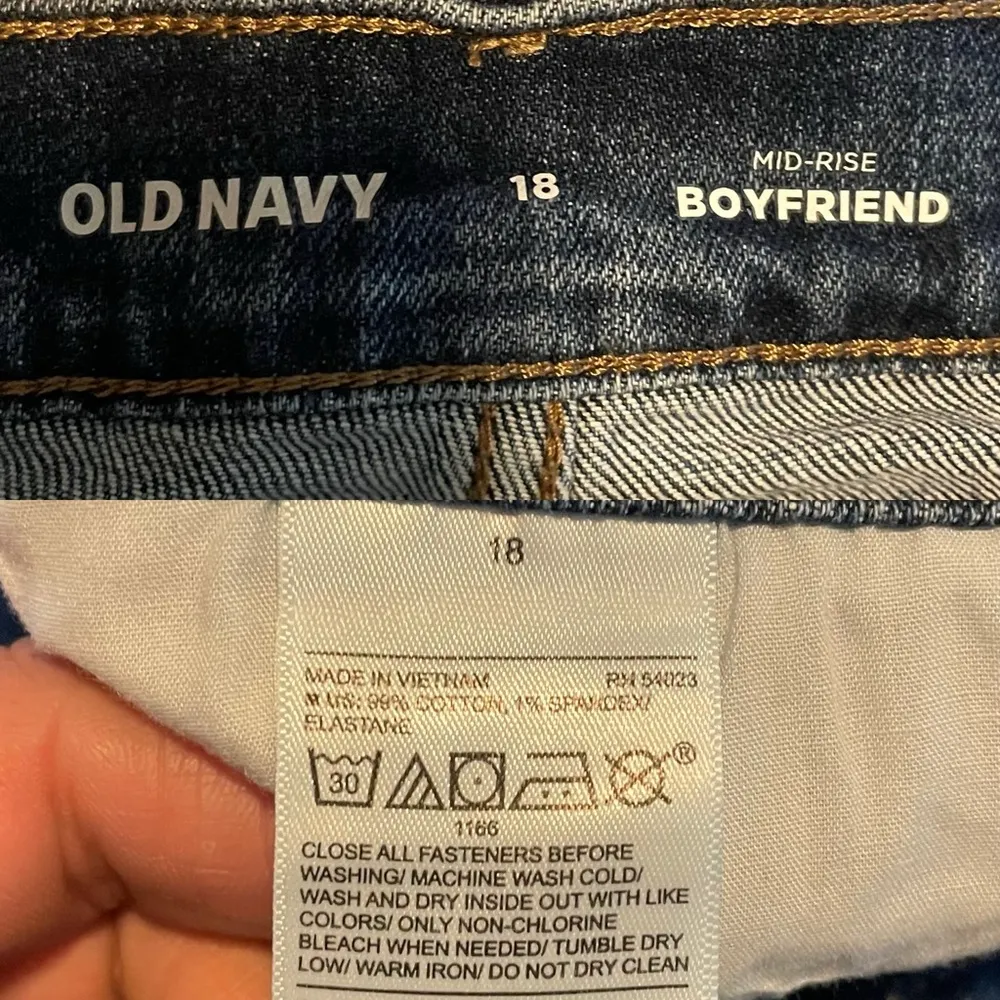 OLD NAVY
18
MID-RISE
BOYFRIEND
18
MADE IN VIETNAM RN 54023
US: 99% COTTON, 1% SPANDEX/
ELASTANE
30
®
1166
CLOSE ALL FASTENERS BEFORE
WASHING/ MACHINE WASH COLD/
WASH AND DRY INSIDE OUT WITH LIKE
COLORS/ ONLY NON-CHLORINE
BLEACH WHEN NEEDED/ TUMBLE DRY
LOW/ WARM IRON/ DO NOT DRY CLEAN